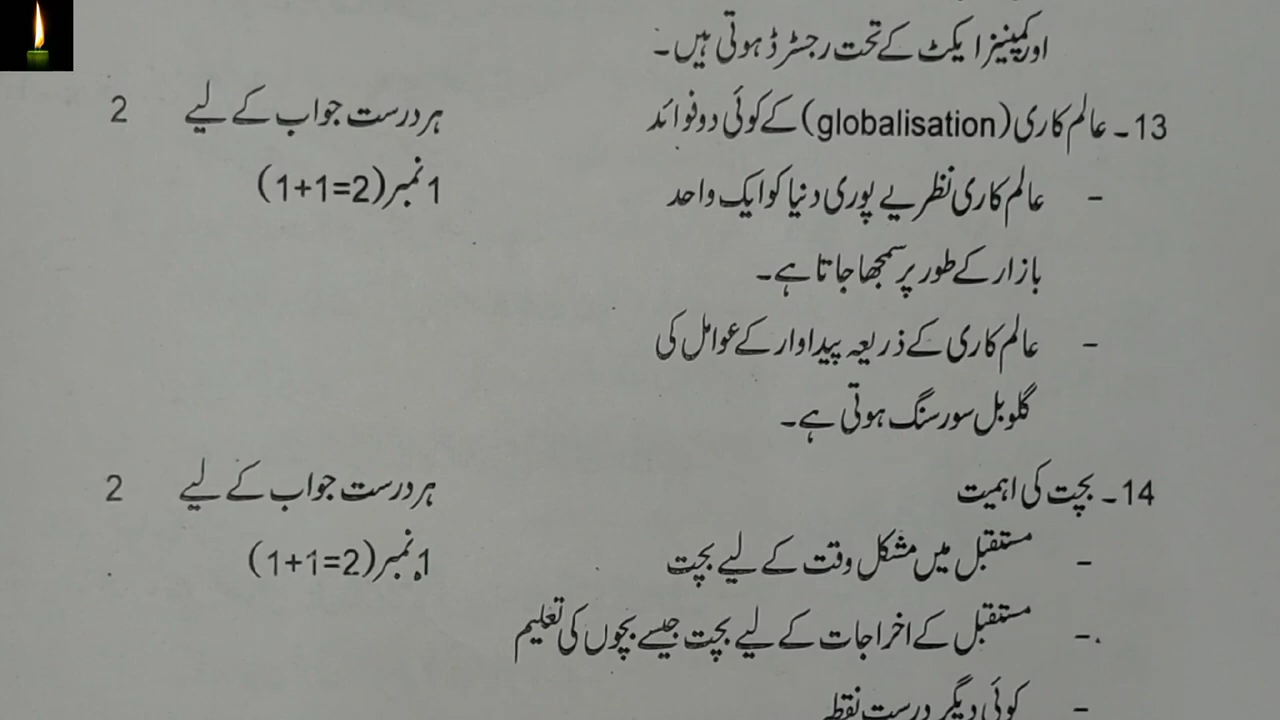 اور کمپنیز ایکٹ کے تحت رجسٹرڈ ہوتی ہیں۔
13۔ عالم کاری (globalisation) کے کوئی دو فوائد ہر درست جواب کے لیے 2
- عالم کاری نظریے پوری دنیا کو ایک واحد 1 نمبر (1+1=2)
بازار کے طور پر سمجھا جاتا ہے۔
- عالم کاری کے ذریعہ پیداوار کے عوامل کی
گلوبل سورسنگ ہوتی ہے۔
14۔ بچت کی اہمیت ہر درست جواب کے لیے 2
- مستقبل میں مشکل وقت کے لیے بچت 1 نمبر (1+1=2)
- مستقبل کے اخراجات کے لیے بچت جیسے بچوں کی تعلیم
- کوئی دیگر درست نقطہ